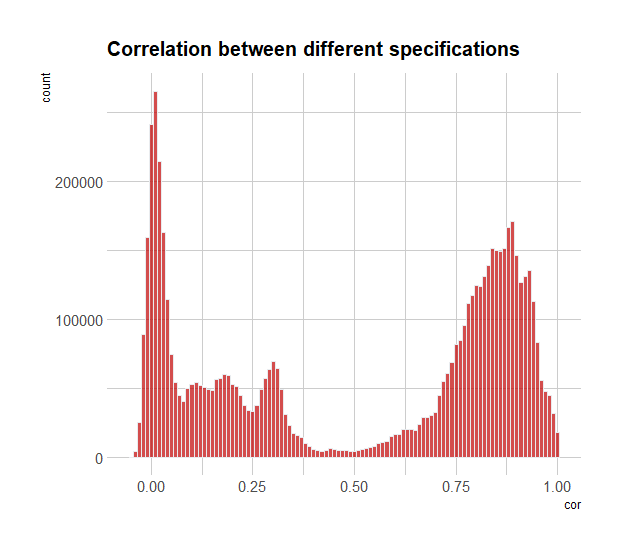 Correlation between different specifications
count
200000
100000
0
0.00 0.25 0.50 0.75 1.00
cor